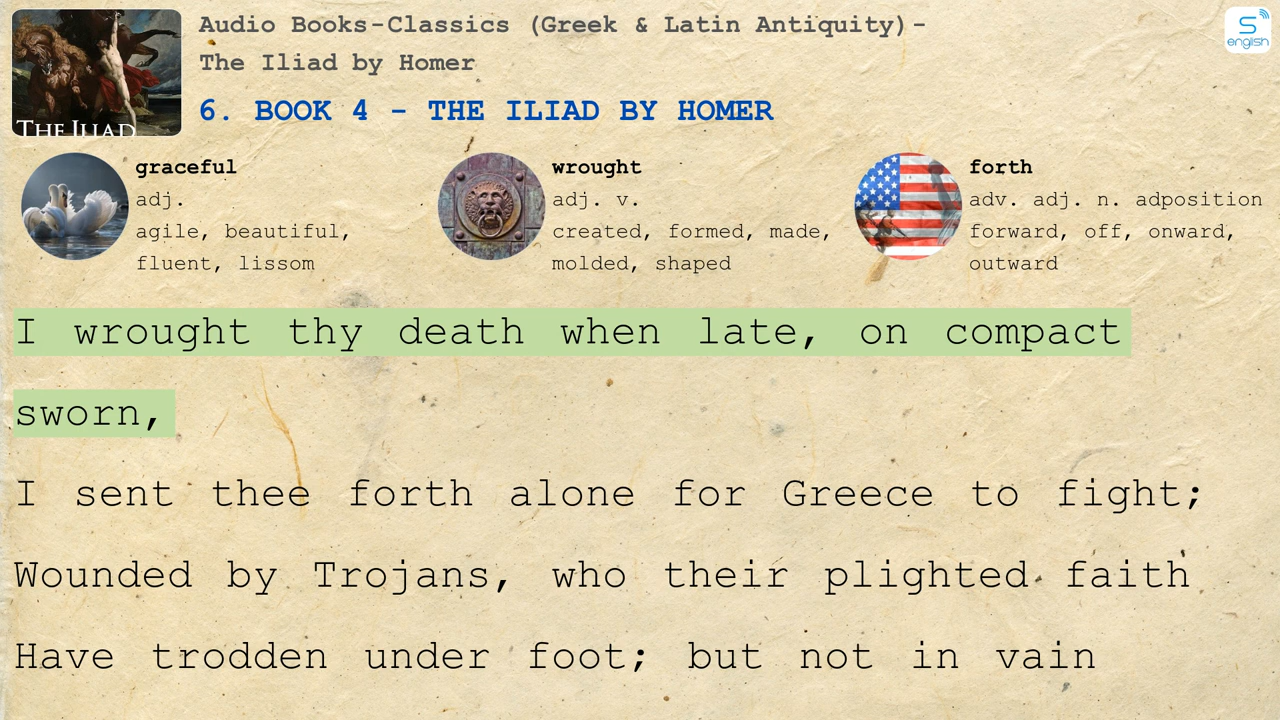 Audio Books-Classics (Greek & Latin Antiquity)-
The Iliad by Homer
6. BOOK 4 - THE ILIAD BY HOMER
THE ILIAD
S
english
graceful
adj.
agile, beautiful,
fluent, lissom
wrought
adj. v.
created, formed, made,
molded, shaped
forth
adv. adj. n. adposition
forward, off, onward,
outward
I wrought thy death when late, on compact
sworn,
I sent thee forth alone for Greece to fight;
Wounded by Trojans, who their plighted faith
Have trodden under foot; but not in vain